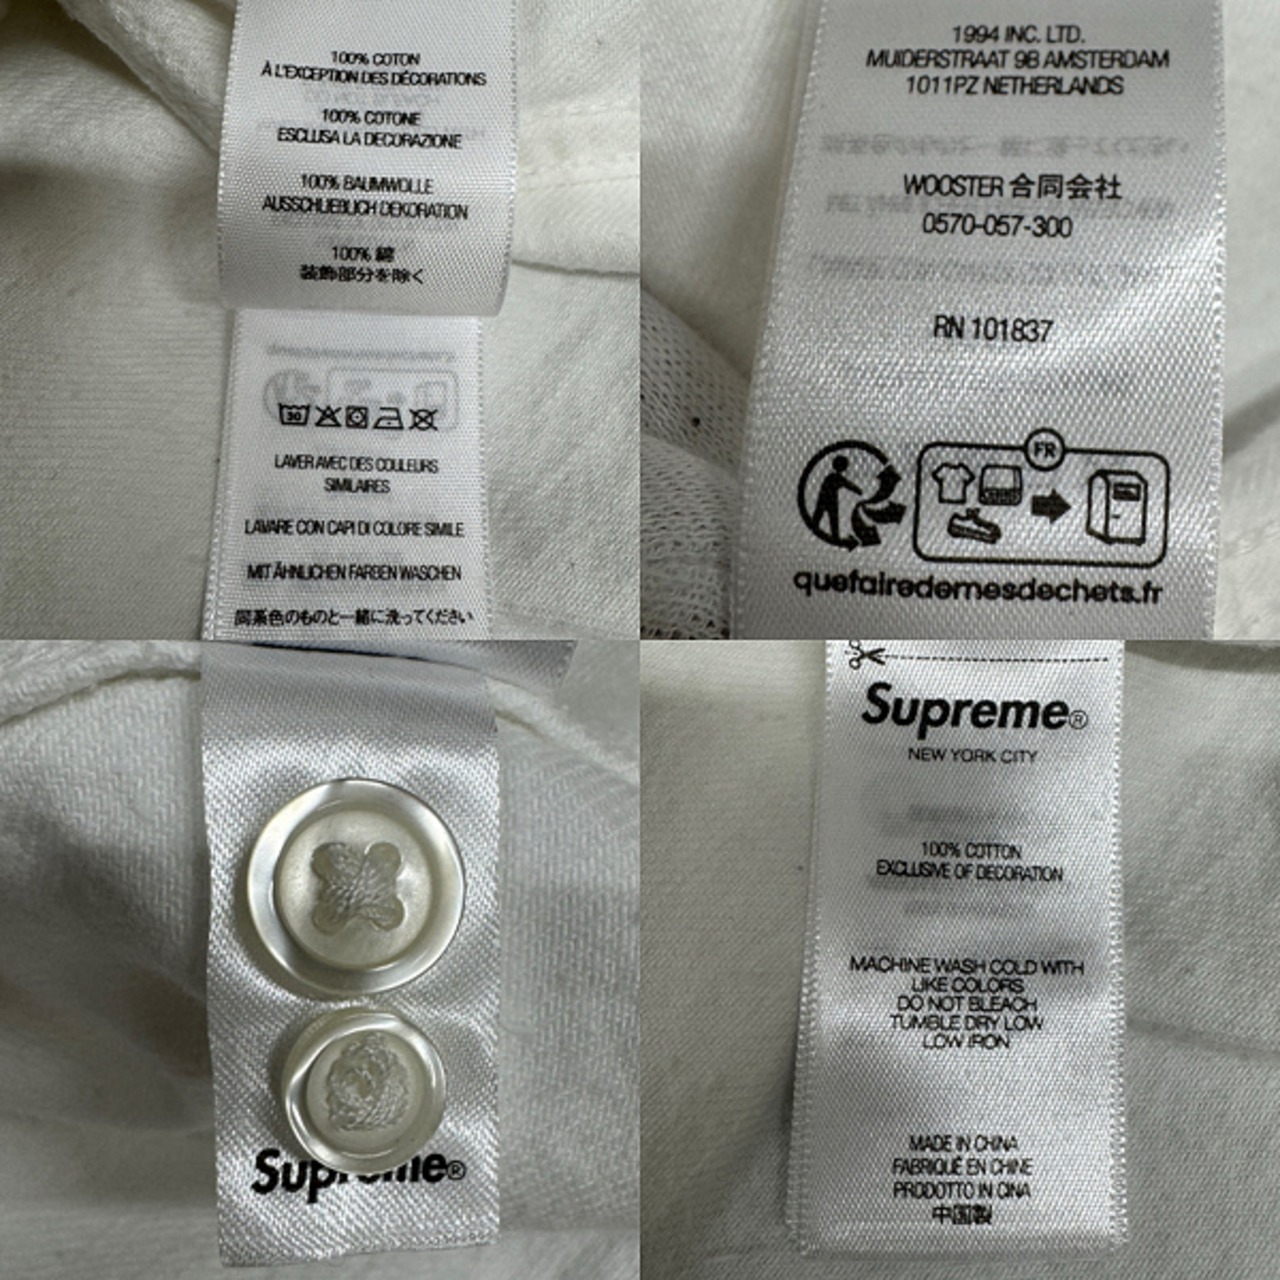 100% COTON
À L'EXCEPTION DES DÉCORATIONS
100% COTONE
ESCLUSA LA DECORAZIONE
100% BAUMWOLLE
AUSSCHLIEBLICH DEKORATION
100% 綿
装飾部分を除く
30
LAVER AVEC DES COULEURS
SIMILAIRES
LAVARE CON CAPI DI COLORE SIMILE
MIT ÄHNLICHEN FARBEN WASCHEN
同系色のものと一緒に洗ってください
1994 INC. LTD.
MUIDERSTRAAT 9B AMSTERDAM
1011PZ NETHERLANDS
WOOSTER 合同会社
0570-057-300
RN 101837
FR
quefairedemesdechets.fr
Supreme®
Supreme®
NEW YORK CITY
100% COTTON
EXCLUSIVE OF DECORATION
MACHINE WASH COLD WITH
LIKE COLORS
DO NOT BLEACH
TUMBLE DRY LOW
LOW IRON
MADE IN CHINA
FABRIQUÉ EN CHINE
PRODOTTO IN CINA
中国製